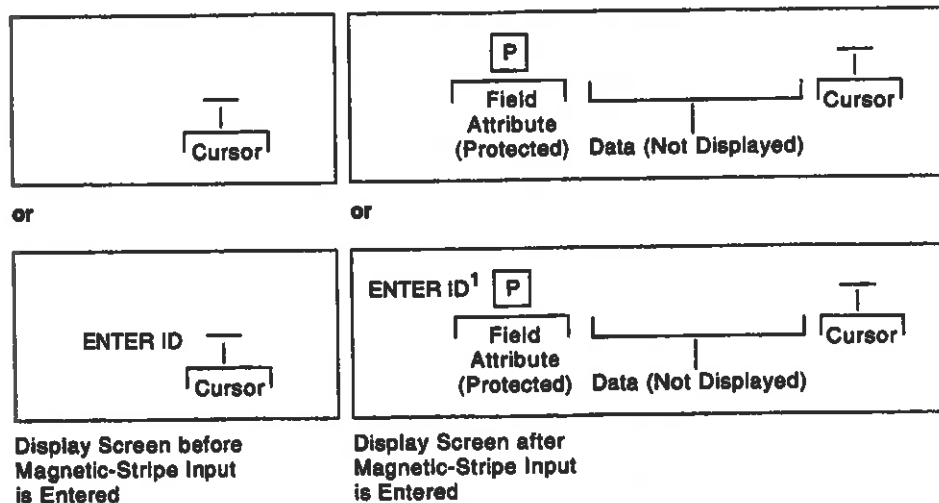 Cursor
P
Field
Attribute
(Protected)
Data (Not Displayed)
Cursor
or
or
ENTER ID
Cursor
ENTER ID¹ P
Field
Attribute
(Protected)
Data (Not Displayed)
Cursor
Display Screen before
Magnetic-Stripe Input
is Entered
Display Screen after
Magnetic-Stripe Input
is Entered